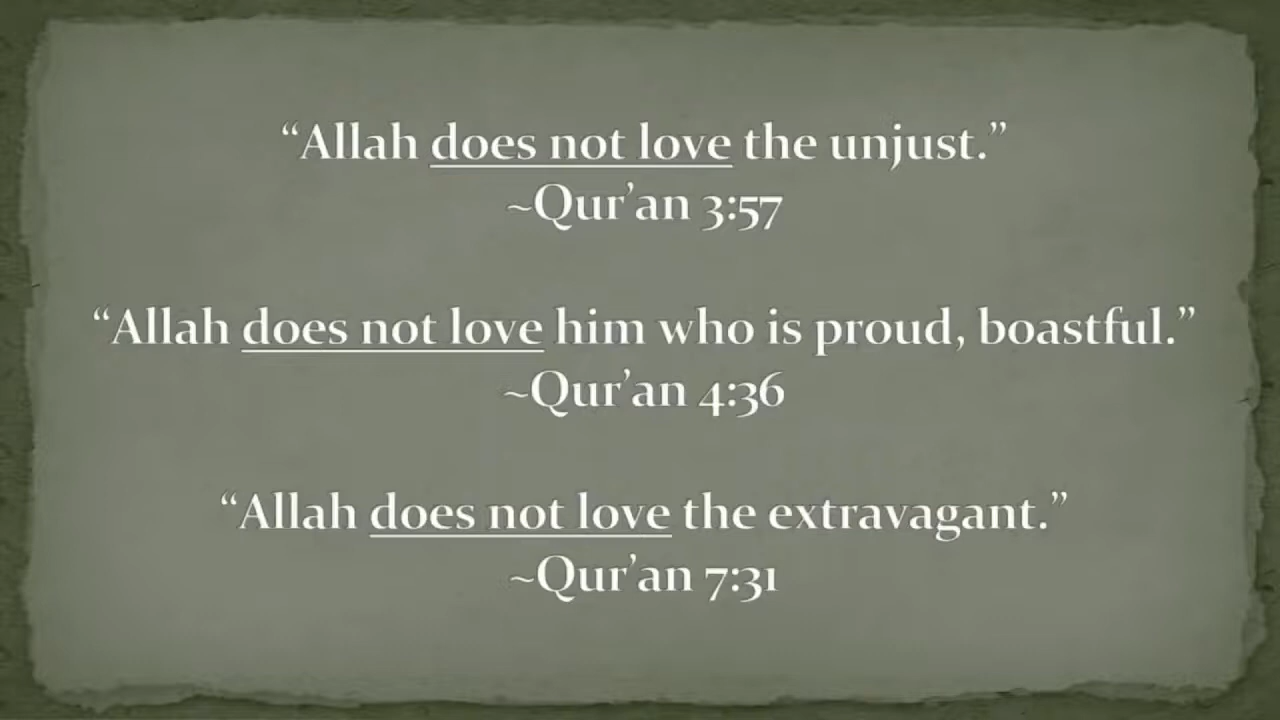 “Allah does not love the unjust.”
~Qur’an 3:57
“Allah does not love him who is proud, boastful.”
~Qur’an 4:36
“Allah does not love the extravagant.”
~Qur’an 7:31